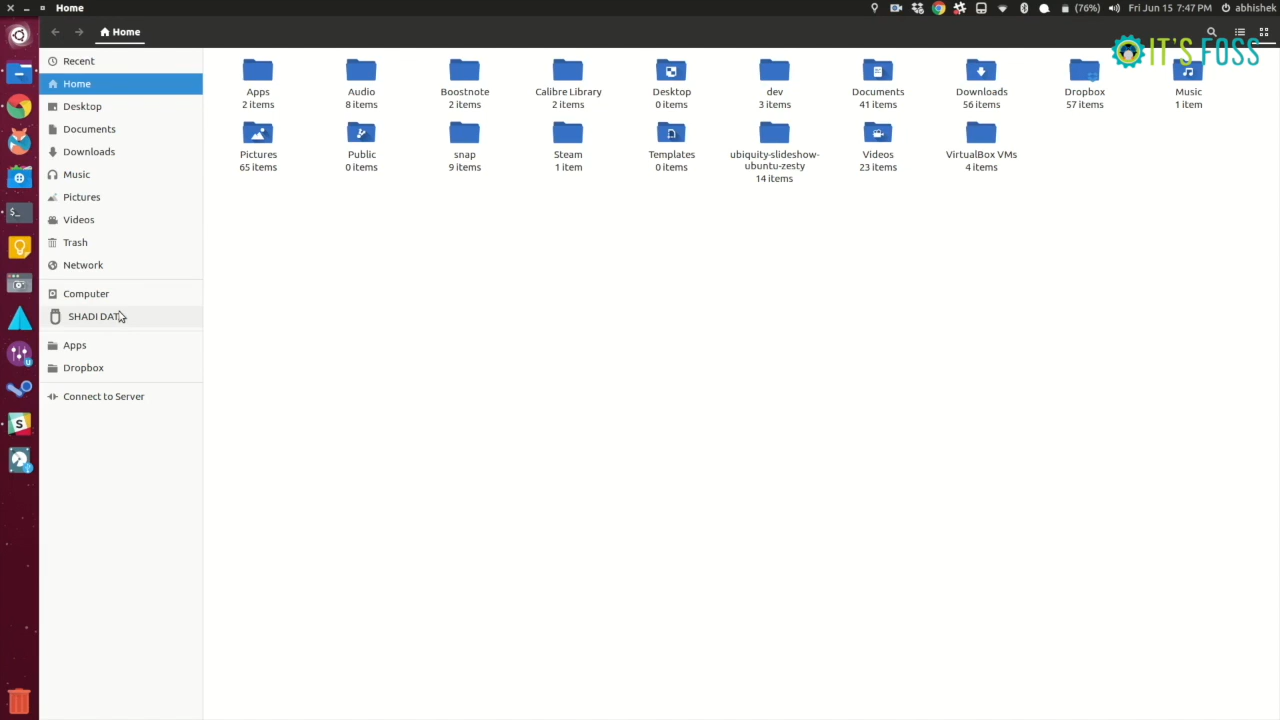 Home
(76%)
Fri Jun 15 7:47 PM
abhishek
Home
IT'S FOSS
Recent
Home
Desktop
Documents
Downloads
Music
Pictures
Videos
Trash
Network
Computer
SHADI DAT
Apps
Dropbox
Connect to Server
Apps
2 items
Audio
8 items
Boostnote
2 items
Calibre Library
2 items
Desktop
0 items
dev
3 items
Documents
41 items
Downloads
56 items
Dropbox
57 items
Music
1 item
Pictures
65 items
Public
0 items
snap
9 items
Steam
1 item
Templates
0 items
ubiquity-slideshow-
ubuntu-zesty
14 items
Videos
23 items
VirtualBox VMs
4 items